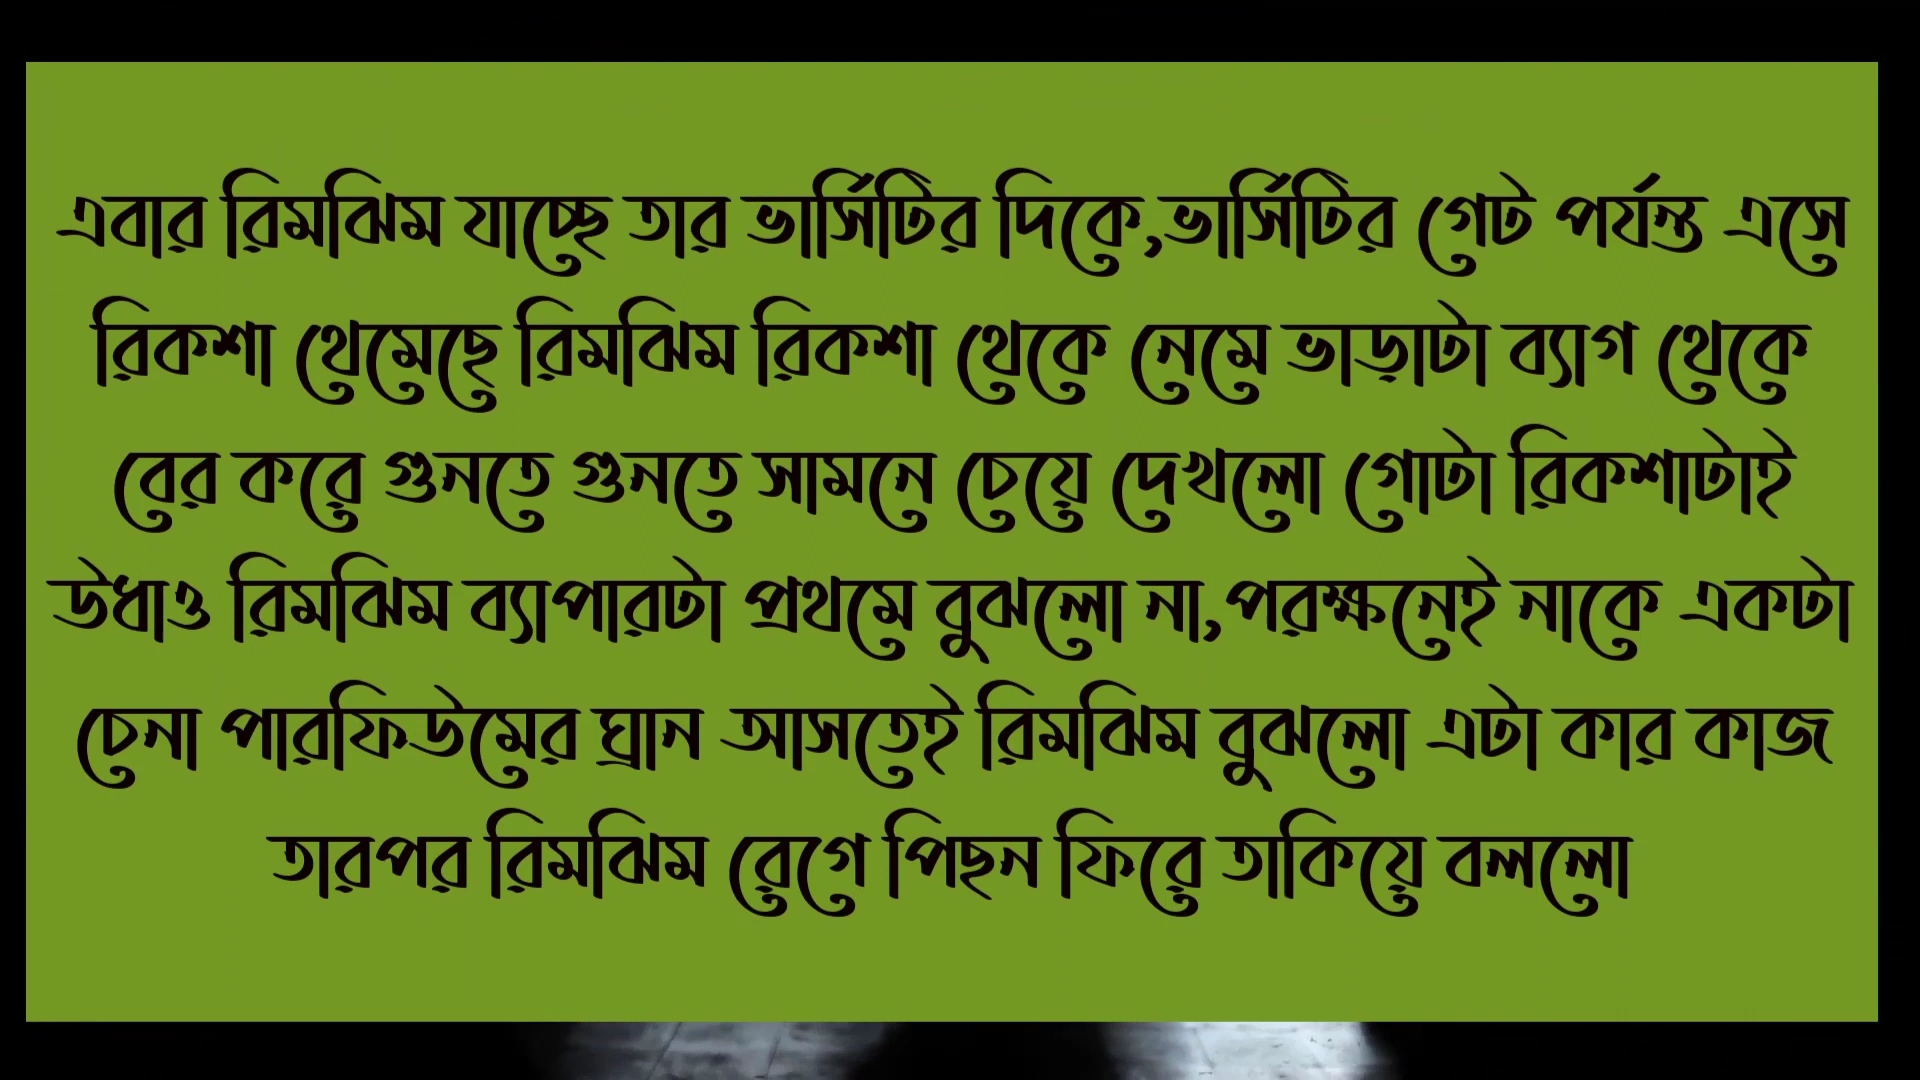 এবার রিমঝিম যাচ্ছে তার ভার্সিটির দিকে,ভার্সিটির গেট পর্যন্ত এসে
রিকশা থেমেছে রিমঝিম রিকশা থেকে নেমে ভাড়াটা ব্যাগ থেকে
বের করে গুনতে গুনতে সামনে চেয়ে দেখলো গোটা রিকশাটাই
উধাও রিমঝিম ব্যাপারটা প্রথমে বুঝলো না,পরক্ষনেই নাকে একটা
চেনা পারফিউমের ঘ্রান আসতেই রিমঝিম বুঝলো এটা কার কাজ
তারপর রিমঝিম রেগে পিছন ফিরে তাকিয়ে বললো